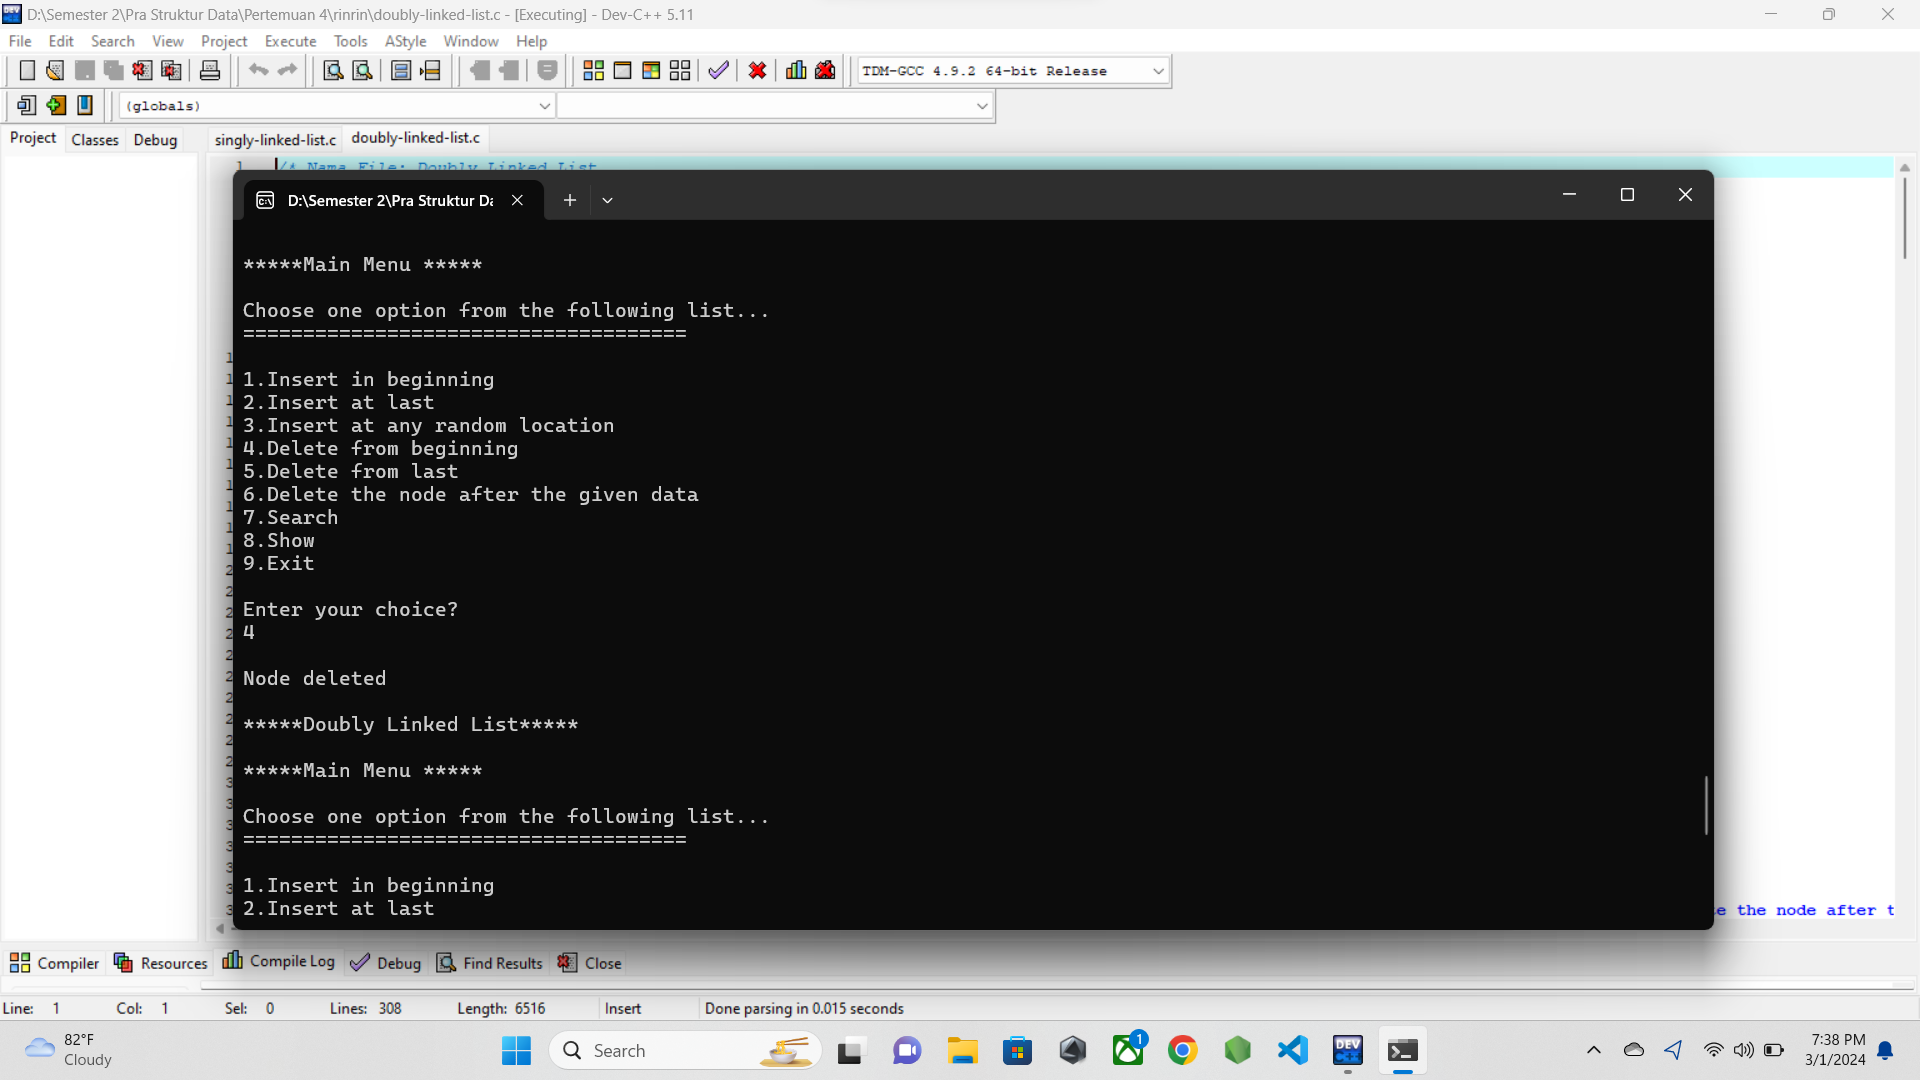 D:\Semester 2\Pra Struktur Data\Pertemuan 4\rinrin\doubly-linked-list.c - [Executing] - Dev-C++ 5.11
File Edit Search View Project Execute Tools AStyle Window Help
TDM-GCC 4.9.2 64-bit Release
(globals)
Project Classes Debug singly-linked-list.c doubly-linked-list.c
1 /* Nama File: Doubly Linked List
D:\Semester 2\Pra Struktur Da
*****Main Menu *****
Choose one option from the following list...
=====================================
1.Insert in beginning
2.Insert at last
3.Insert at any random location
4.Delete from beginning
5.Delete from last
6.Delete the node after the given data
7.Search
8.Show
9.Exit
Enter your choice?
4
Node deleted
*****Doubly Linked List*****
*****Main Menu *****
Choose one option from the following list...
=====================================
1.Insert in beginning
2.Insert at last
the node after t
Compiler Resources Compile Log Debug Find Results Close
Line: 1 Col: 1 Sel: 0 Lines: 308 Length: 6516 Insert Done parsing in 0.015 seconds
82°F
Cloudy
Search
DEV C++
1
7:38 PM
3/1/2024